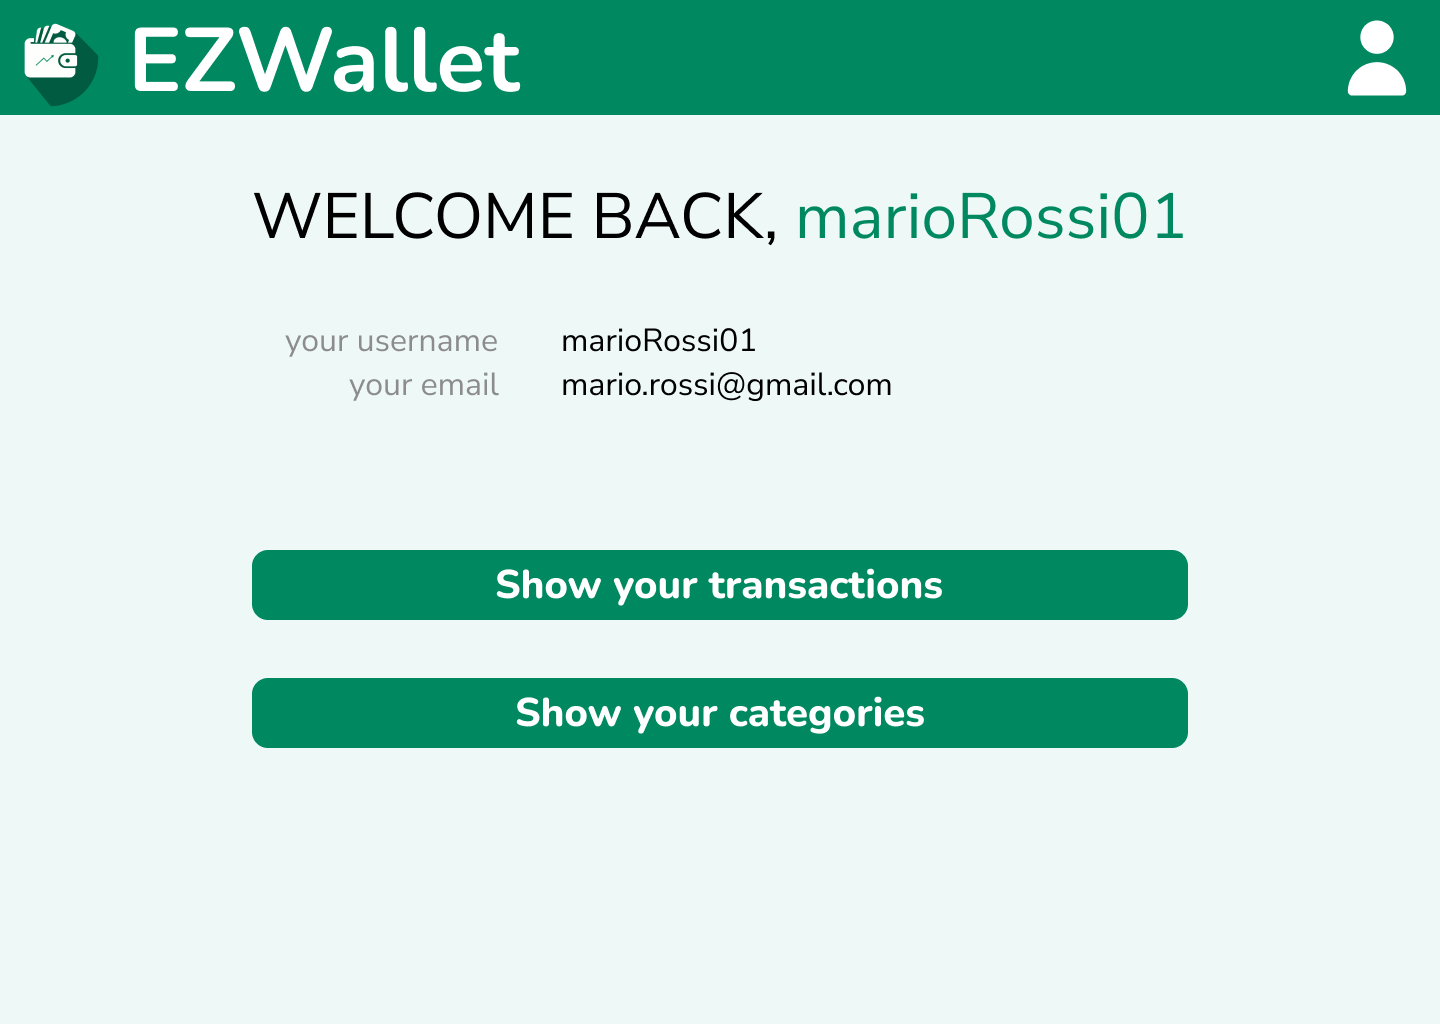 EZWallet
WELCOME BACK, marioRossi01
your username marioRossi01
your email mario.rossi@gmail.com
Show your transactions
Show your categories